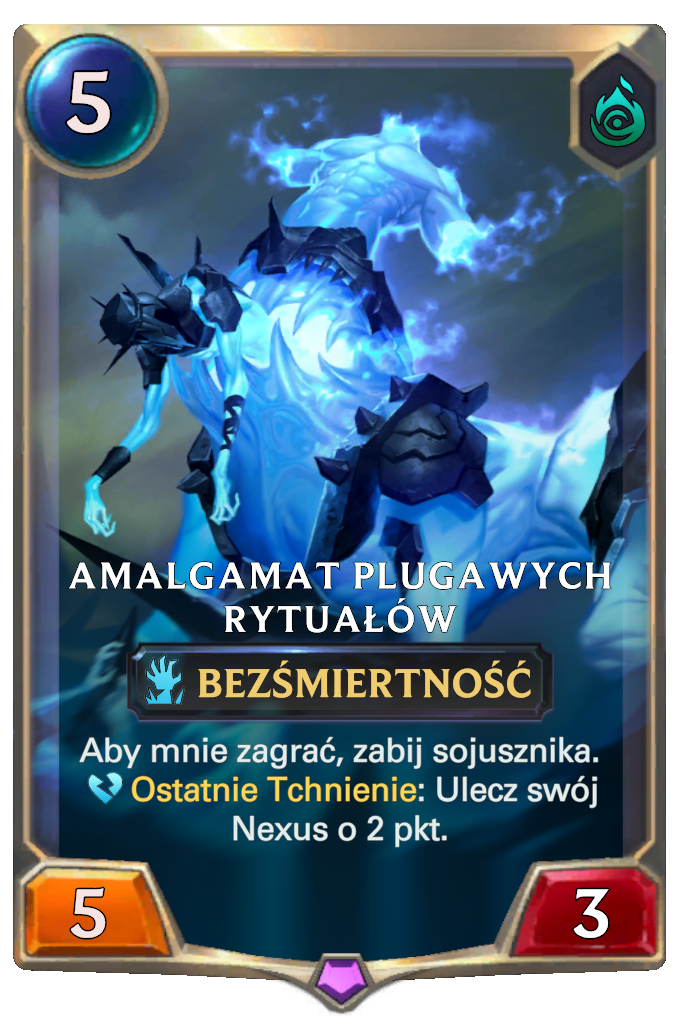 5
AMALGAMAT PLUGAWYCH
RYTUAŁÓW
BEZŚMIERTNOŚĆ
Aby mnie zagrać, zabij sojusznika.
Ostatnie Tchnienie: Ulecz swój
Nexus o 2 pkt.
5
3